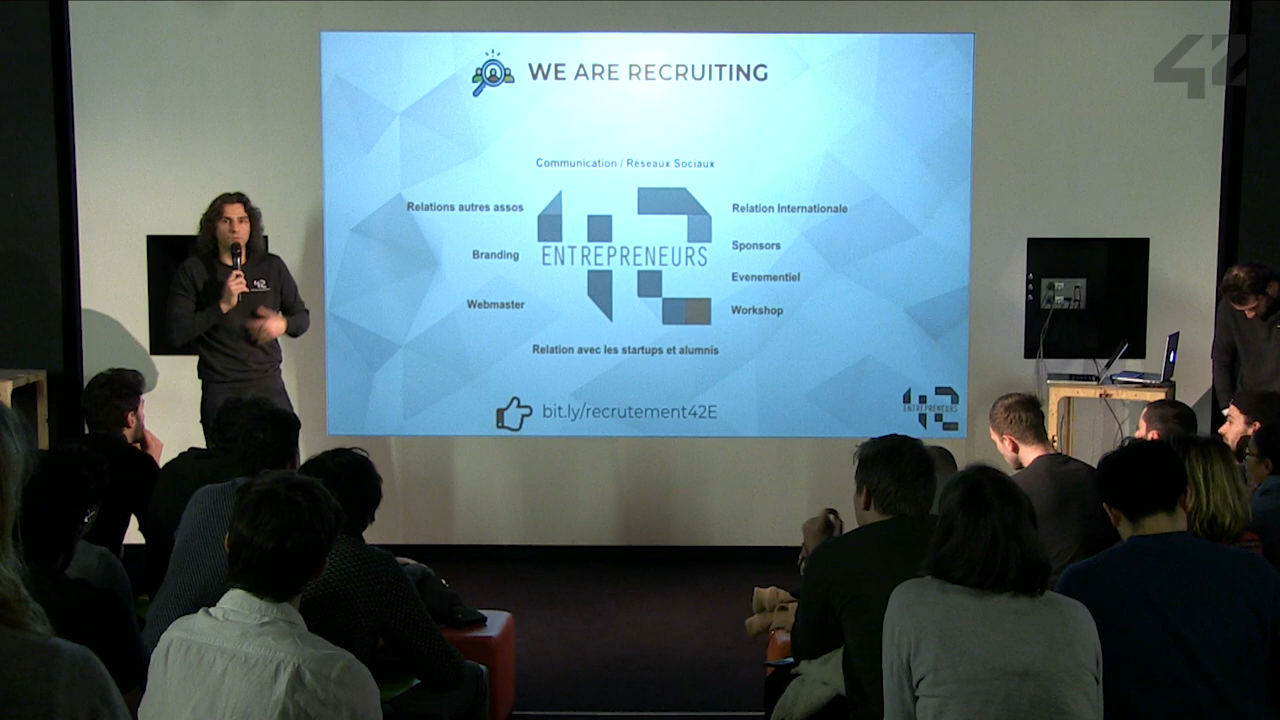 42
WE ARE RECRUITING
Communication / Réseaux Sociaux
Relations autres assos
Relation Internationale
Branding
ENTREPRENEURS
Sponsors
Evenementiel
Webmaster
Workshop
Relation avec les startups et alumnis
bit.ly/recrutement42E
ENTREPRENEURS
42